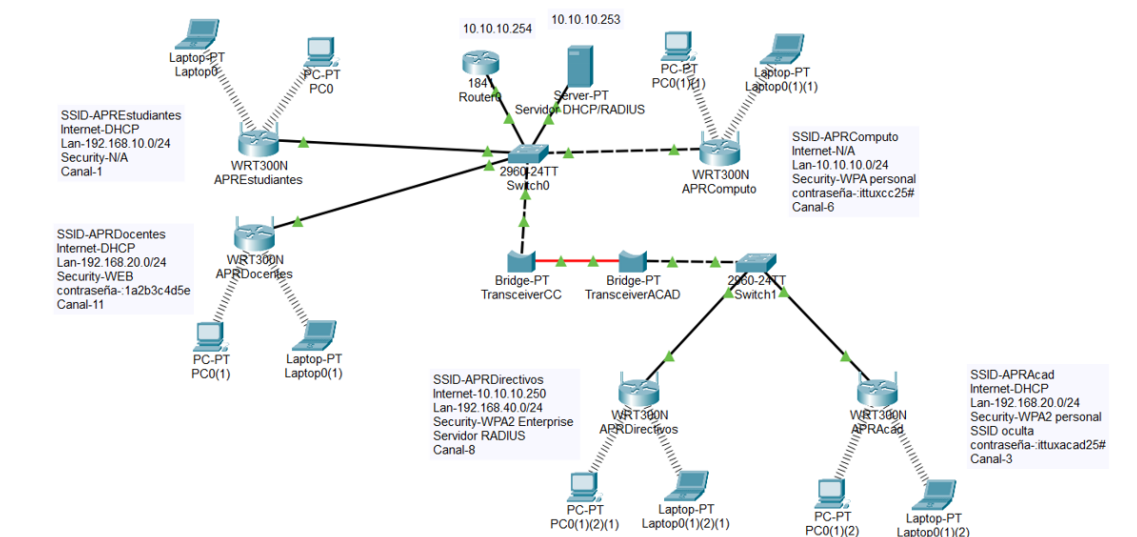 10.10.10.254
10.10.10.253
Laptop-PT
Laptop0
PC-PT
PC0
1841
Router0
Server-PT
Servidor DHCP/RADIUS
PC-PT
PC0(1)(1)
Laptop-PT
Laptop0(1)(1)
SSID-APREstudiantes
Internet-DHCP
Lan-192.168.10.0/24
Security-N/A
Canal-1
WRT300N
APREstudiantes
2960-24TT
Switch0
WRT300N
APRComputo
SSID-APRComputo
Internet-N/A
Lan-10.10.10.0/24
Security-WPA personal
contraseña-:ittuxcc25#
Canal-6
SSID-APRDocentes
Internet-DHCP
Lan-192.168.20.0/24
Security-WEB
contraseña-:1a2b3c4d5e
Canal-11
WRT300N
APRDocentes
Bridge-PT
TransceiverCC
Bridge-PT
TransceiverACAD
2960-24TT
Switch1
PC-PT
PC0(1)
Laptop-PT
Laptop0(1)
SSID-APRDirectivos
Internet-10.10.10.250
Lan-192.168.40.0/24
Security-WPA2 Enterprise
Servidor RADIUS
Canal-8
WRT300N
APRDirectivos
WRT300N
APRAcad
SSID-APRAcad
Internet-DHCP
Lan-192.168.20.0/24
Security-WPA2 personal
SSID oculta
contraseña-:ittuxacad25#
Canal-3
PC-PT
PC0(1)(2)(1)
Laptop-PT
Laptop0(1)(2)(1)
PC-PT
PC0(1)(2)
Laptop-PT
Laptop0(1)(2)